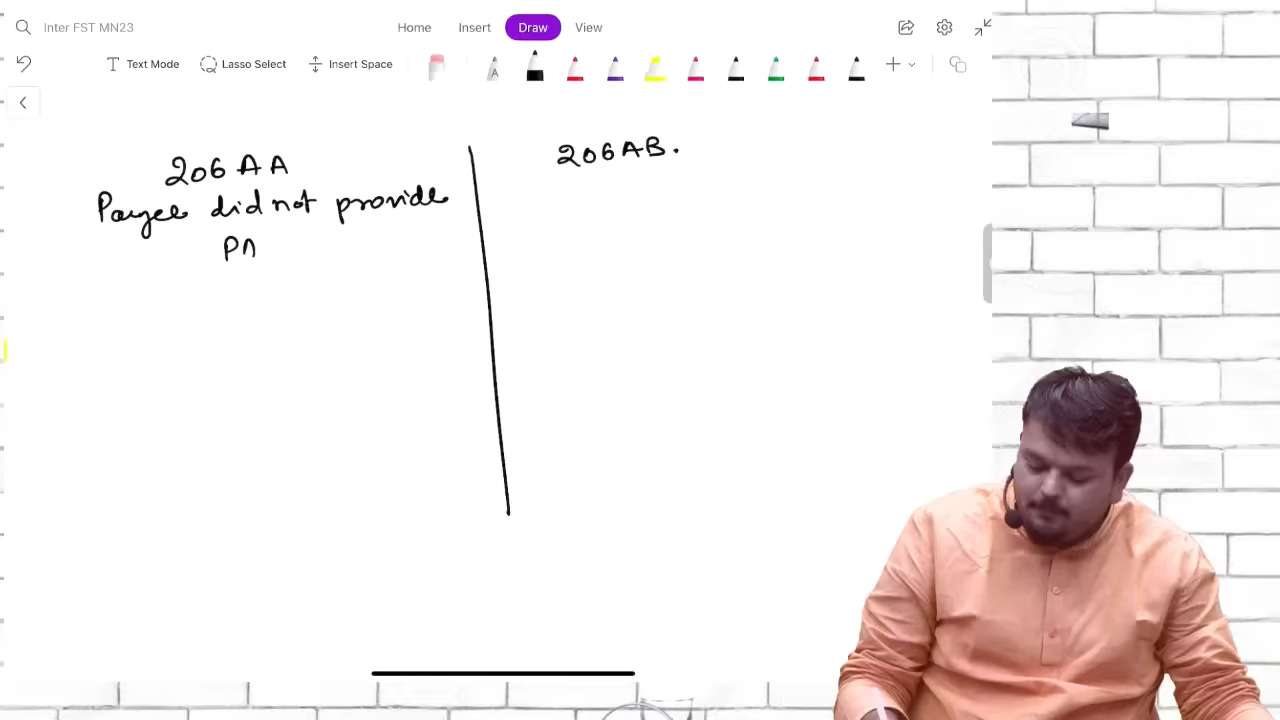 Inter FST MN23
Home Insert Draw View
Text Mode Lasso Select Insert Space
A
206 AA
Payee did not provide
PA
206AB.